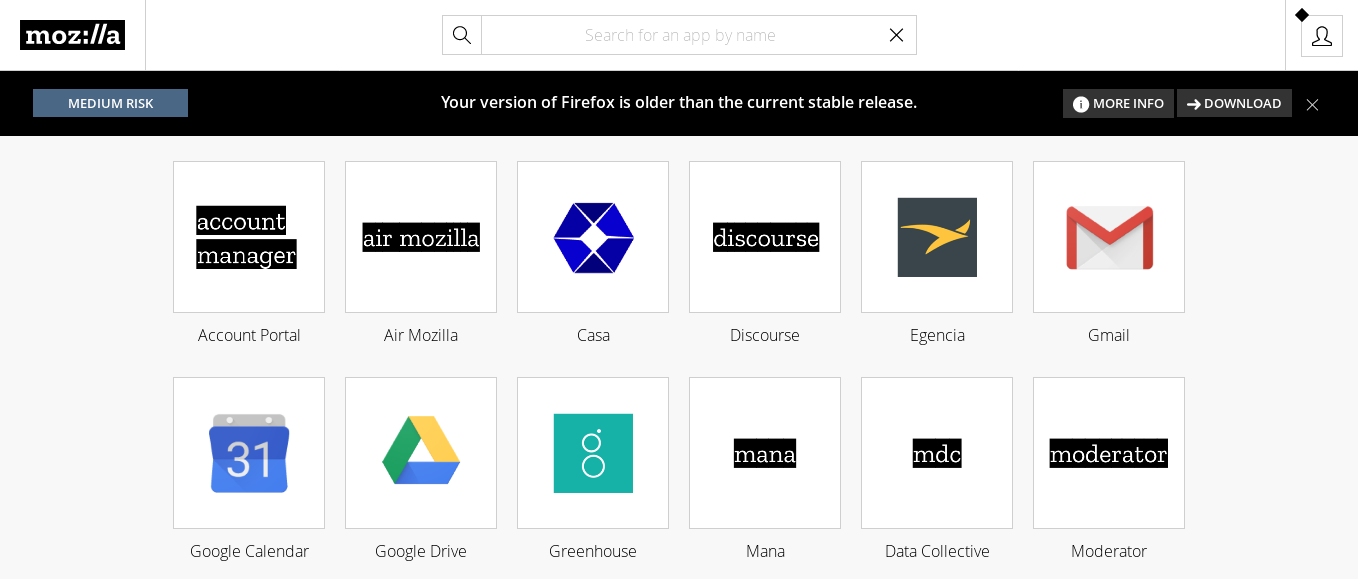 moz://a
Search for an app by name
MEDIUM RISK
Your version of Firefox is older than the current stable release.
MORE INFO
DOWNLOAD
account
manager
air mozilla
discourse
Account Portal
Air Mozilla
Casa
Discourse
Egencia
Gmail
31
mana
mdc
moderator
Google Calendar
Google Drive
Greenhouse
Mana
Data Collective
Moderator